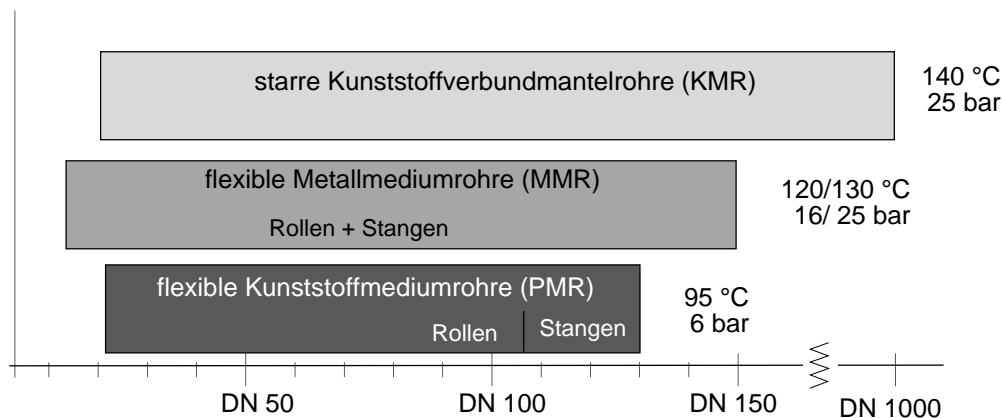 starre Kunststoffverbundmantelrohre (KMR)
140 °C
25 bar
flexible Metallmediumrohre (MMR)
Rollen + Stangen
120/130 °C
16/ 25 bar
flexible Kunststoffmediumrohre (PMR)
Rollen
Stangen
95 °C
6 bar
DN 50
DN 100
DN 150
DN 1000